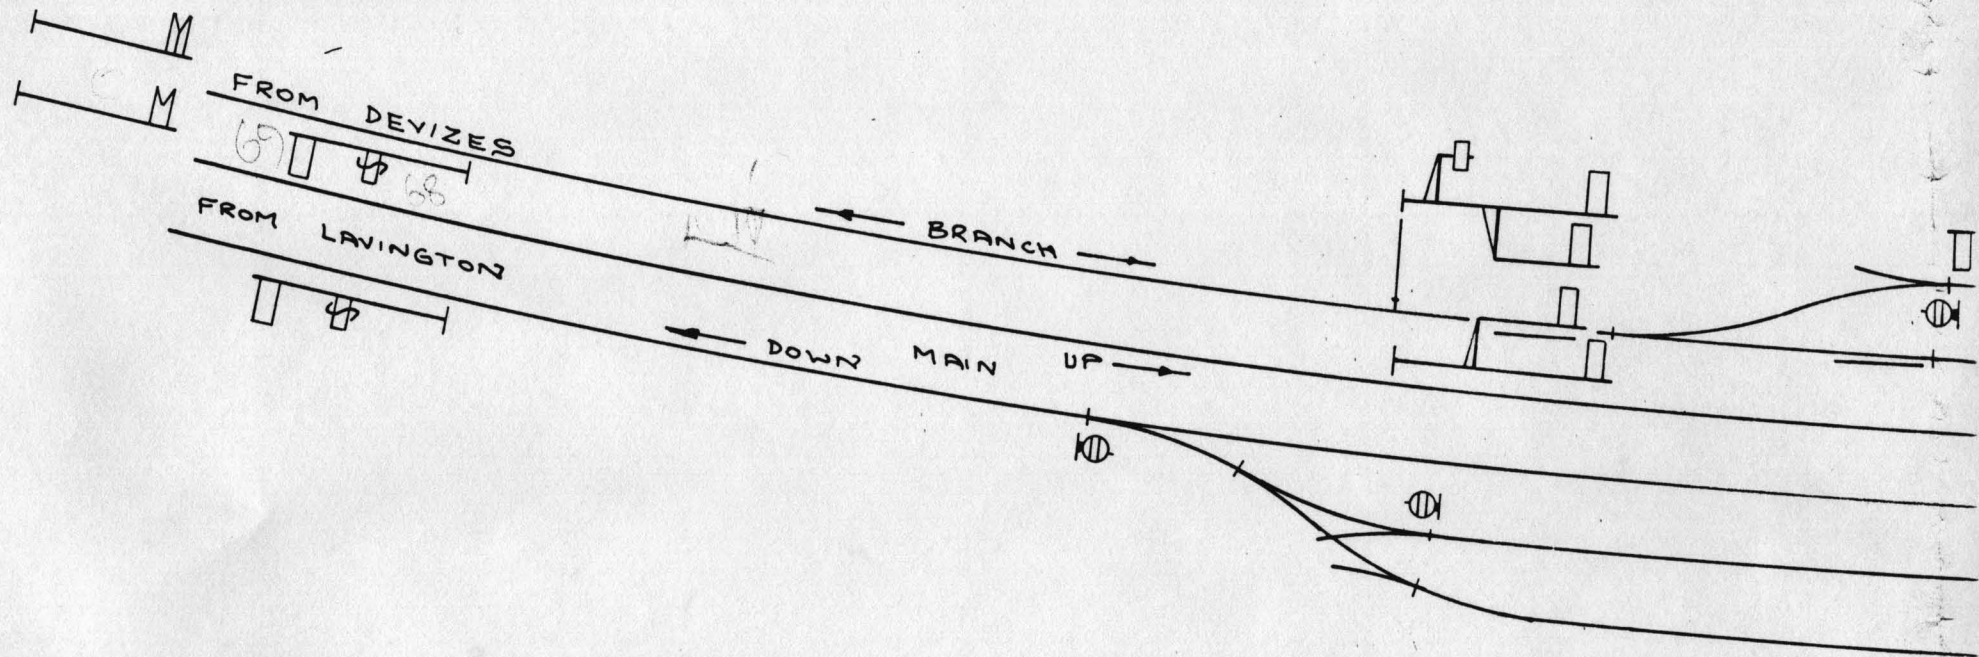 FROM DEVIZES
69
68
FROM LAVINGTON
BRANCH
DOWN MAIN UP